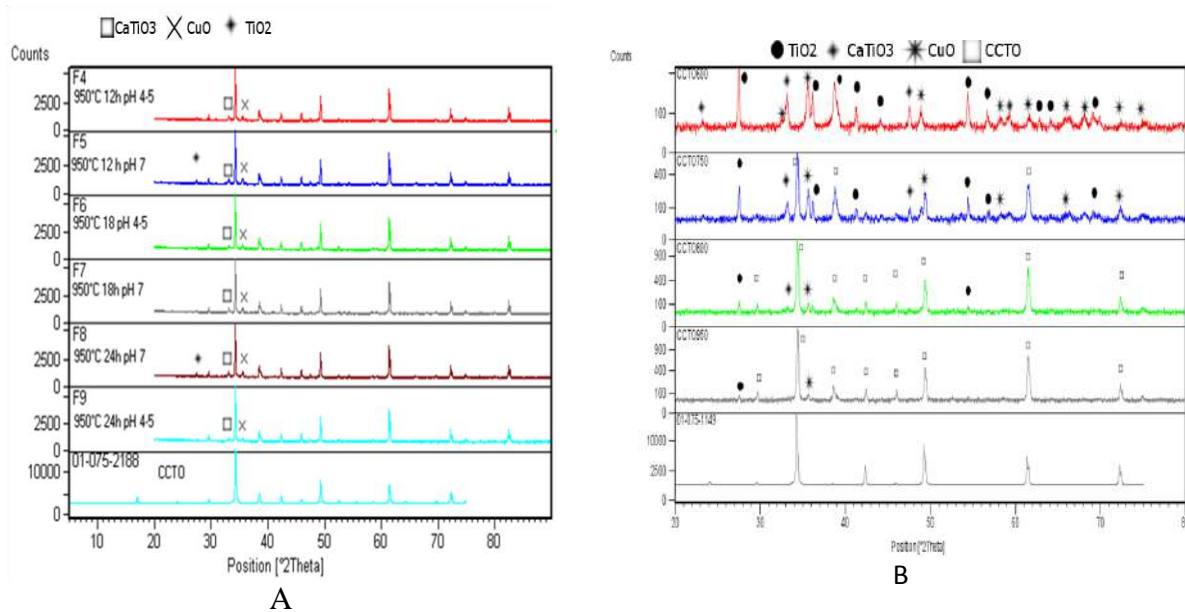 CaTiO3 CuO TiO2
Counts
F4
950°C 12h pH 4-5
2500
0
F5
950°C 12 h pH 7
2500
0
F6
950°C 18 pH 4-5
2500
0
F7
950°C 18h pH 7
2500
0
F8
950°C 24h pH 7
2500
0
F9
950°C 24h pH 4-5
2500
0
01-075-2188
CCTO
10000
0
10 20 30 40 50 60 70 80
Position [°2Theta]
A
TiO2 CaTiO3 CuO CCTO
Counts
CCTO600
100
0
CCTO750
400
100
0
900
400
100
0
900
400
100
0
01-075-1149
10000
2500
0
20 30 40 50 60 70 80
Position [°2Theta]
B